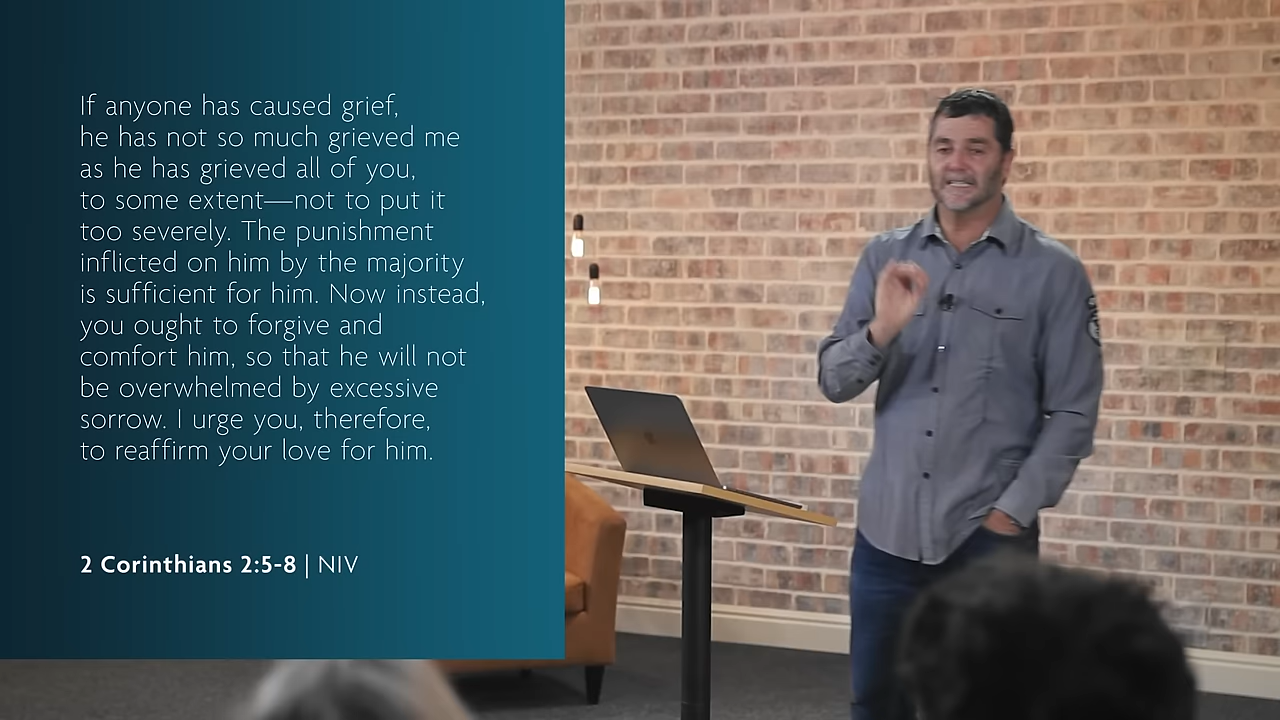 If anyone has caused grief,
he has not so much grieved me
as he has grieved all of you,
to some extent—not to put it
too severely. The punishment
inflicted on him by the majority
is sufficient for him. Now instead,
you ought to forgive and
comfort him, so that he will not
be overwhelmed by excessive
sorrow. I urge you, therefore,
to reaffirm your love for him.
2 Corinthians 2:5-8 | NIV